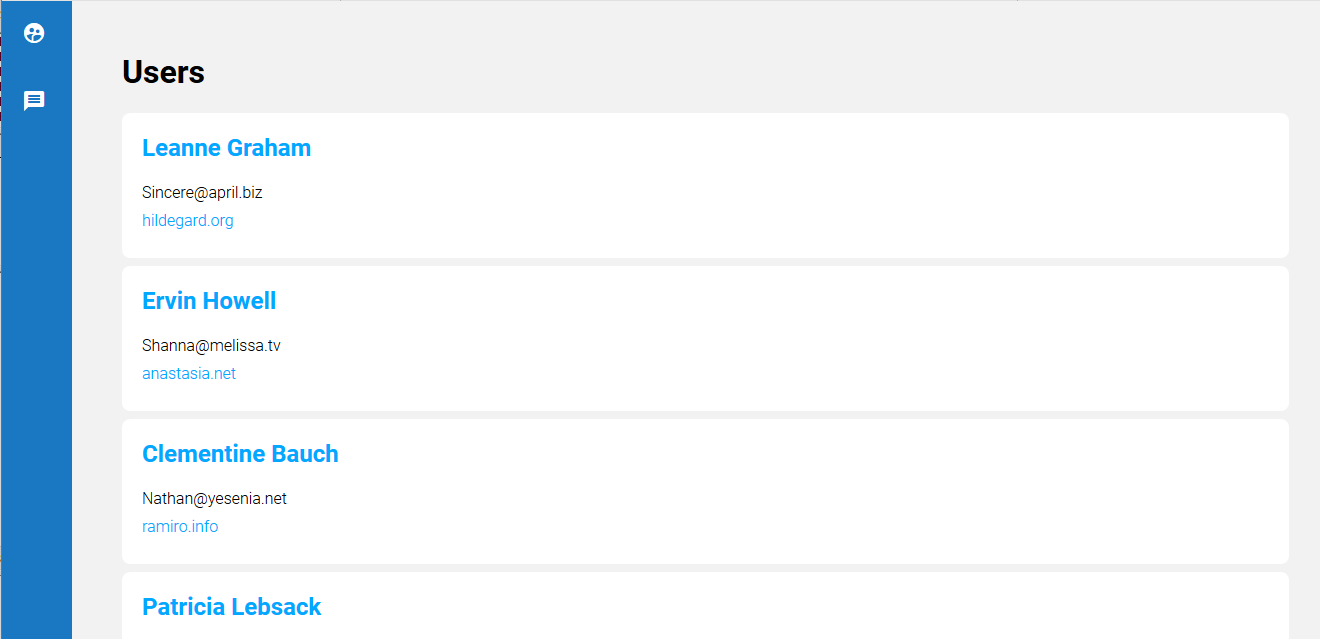 Users
Leanne Graham
Sincere@april.biz
hildegard.org
Ervin Howell
Shanna@melissa.tv
anastasia.net
Clementine Bauch
Nathan@yesenia.net
ramiro.info
Patricia Lebsack